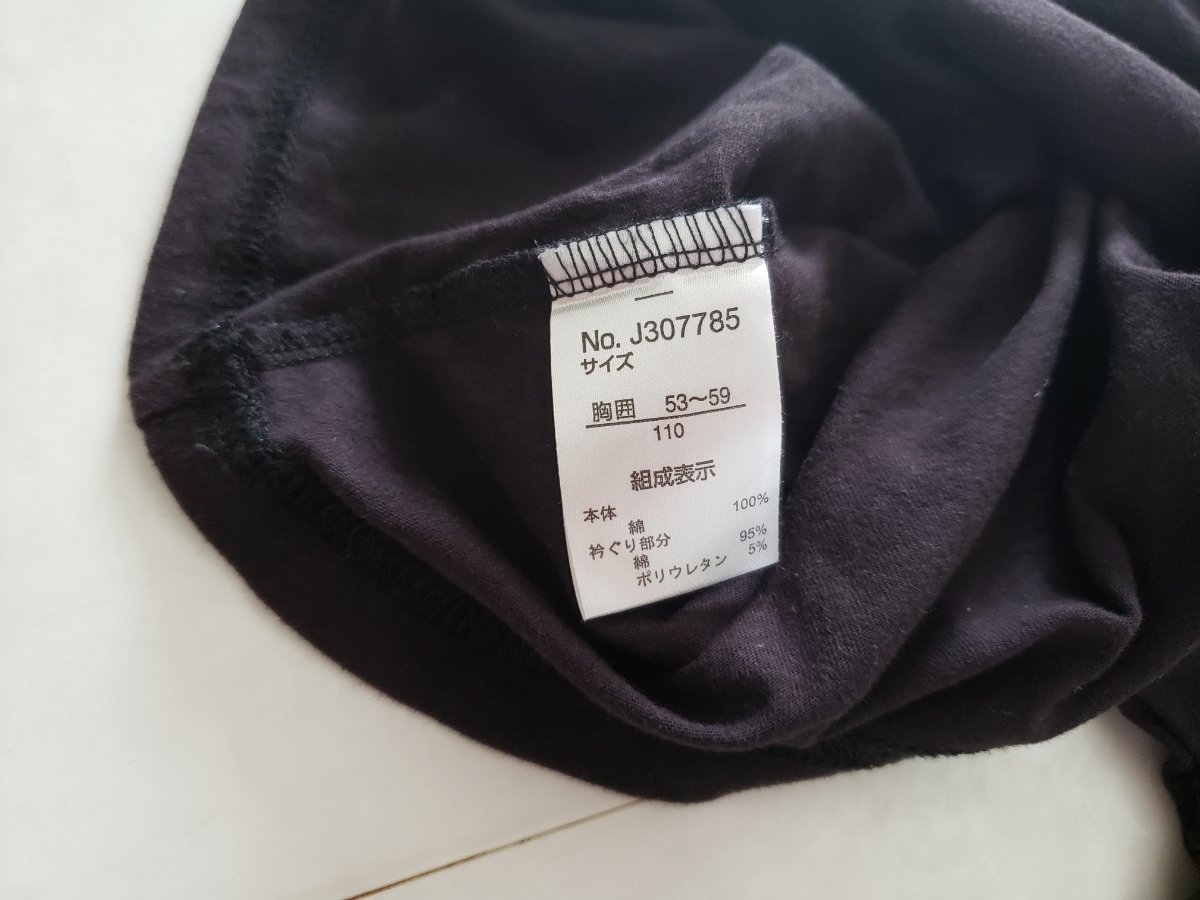 No. J307785
サイズ
胸囲 53〜59
110
組成表示
本体 100%
綿
衿ぐり部分 95%
綿 5%
ポリウレタン